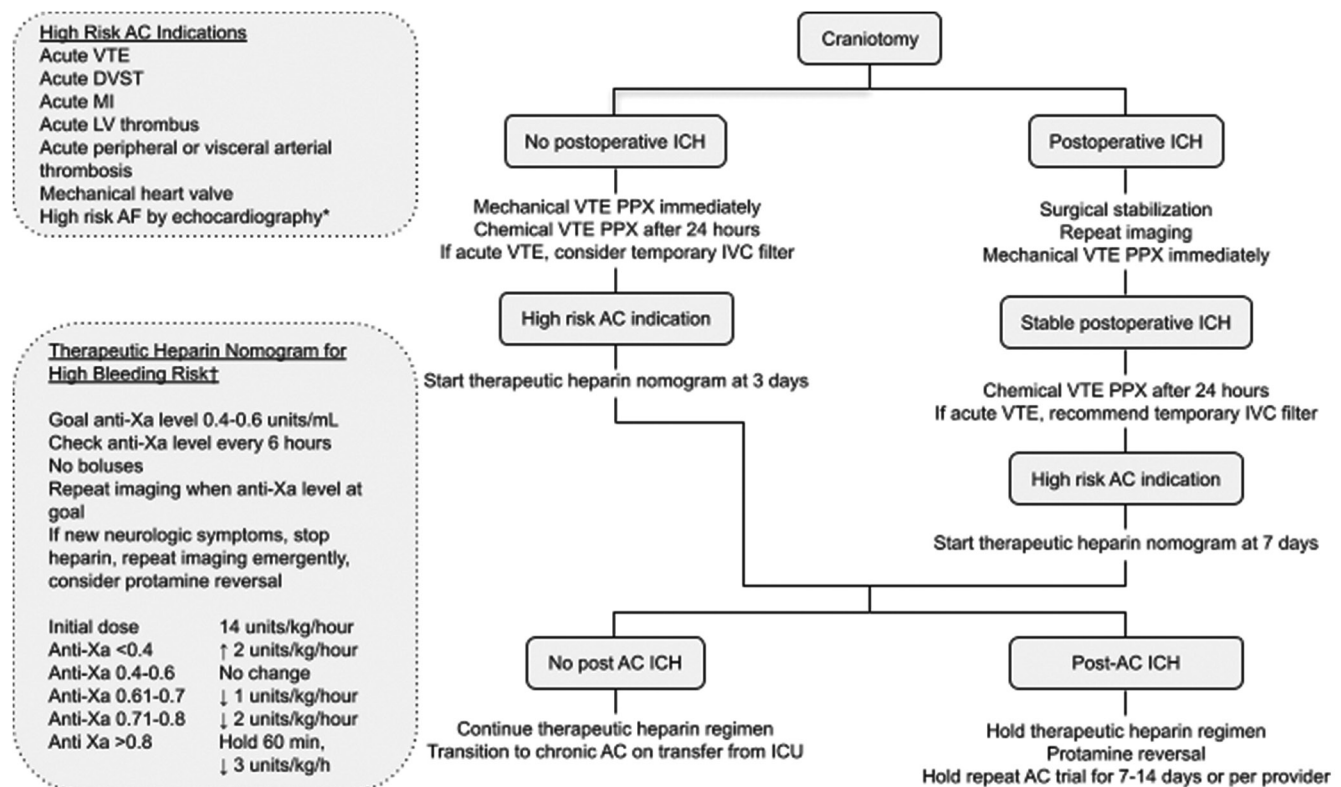 High Risk AC Indications
Acute VTE
Acute DVST
Acute MI
Acute LV thrombus
Acute peripheral or visceral arterial
thrombosis
Mechanical heart valve
High risk AF by echocardiography*
Therapeutic Heparin Nomogram for
High Bleeding Risk†
Goal anti-Xa level 0.4-0.6 units/mL
Check anti-Xa level every 6 hours
No boluses
Repeat imaging when anti-Xa level at
goal
If new neurologic symptoms, stop
heparin, repeat imaging emergently,
consider protamine reversal
Initial dose 14 units/kg/hour
Anti-Xa <0.4 ↑ 2 units/kg/hour
Anti-Xa 0.4-0.6 No change
Anti-Xa 0.61-0.7 ↓ 1 units/kg/hour
Anti-Xa 0.71-0.8 ↓ 2 units/kg/hour
Anti Xa >0.8 Hold 60 min,
↓ 3 units/kg/h
Craniotomy
No postoperative ICH
Mechanical VTE PPX immediately
Chemical VTE PPX after 24 hours
If acute VTE, consider temporary IVC filter
High risk AC indication
Start therapeutic heparin nomogram at 3 days
Postoperative ICH
Surgical stabilization
Repeat imaging
Mechanical VTE PPX immediately
Stable postoperative ICH
Chemical VTE PPX after 24 hours
If acute VTE, recommend temporary IVC filter
High risk AC indication
Start therapeutic heparin nomogram at 7 days
No post AC ICH
Continue therapeutic heparin regimen
Transition to chronic AC on transfer from ICU
Post-AC ICH
Hold therapeutic heparin regimen
Protamine reversal
Hold repeat AC trial for 7-14 days or per provider